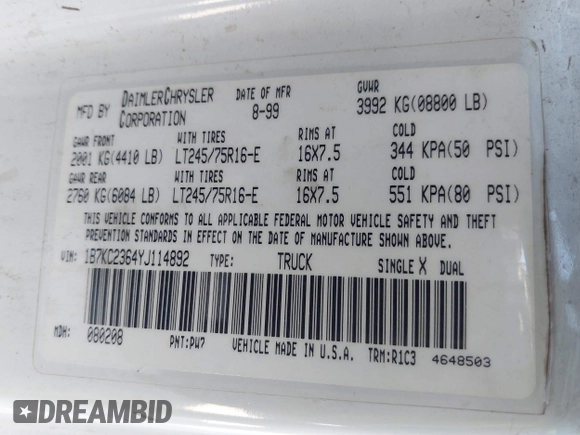 MFD BY DAIMLERCHRYSLER CORPORATION DATE OF MFR 8-99 GVWR 3992 KG(08800 LB)
GAWR FRONT WITH TIRES RIMS AT COLD
2001 KG(4410 LB) LT245/75R16-E 16X7.5 344 KPA(50 PSI)
GAWR REAR WITH TIRES RIMS AT COLD
2760 KG(6084 LB) LT245/75R16-E 16X7.5 551 KPA(80 PSI)
THIS VEHICLE CONFORMS TO ALL APPLICABLE FEDERAL MOTOR VEHICLE SAFETY AND THEFT
PREVENTION STANDARDS IN EFFECT ON THE DATE OF MANUFACTURE SHOWN ABOVE.
VIN: 1B7KC2364YJ114892 TYPE: TRUCK SINGLE X DUAL
MDH: 080208 PNT:PW7 VEHICLE MADE IN U.S.A. TRM:R1C3 4648503
DREAMBID